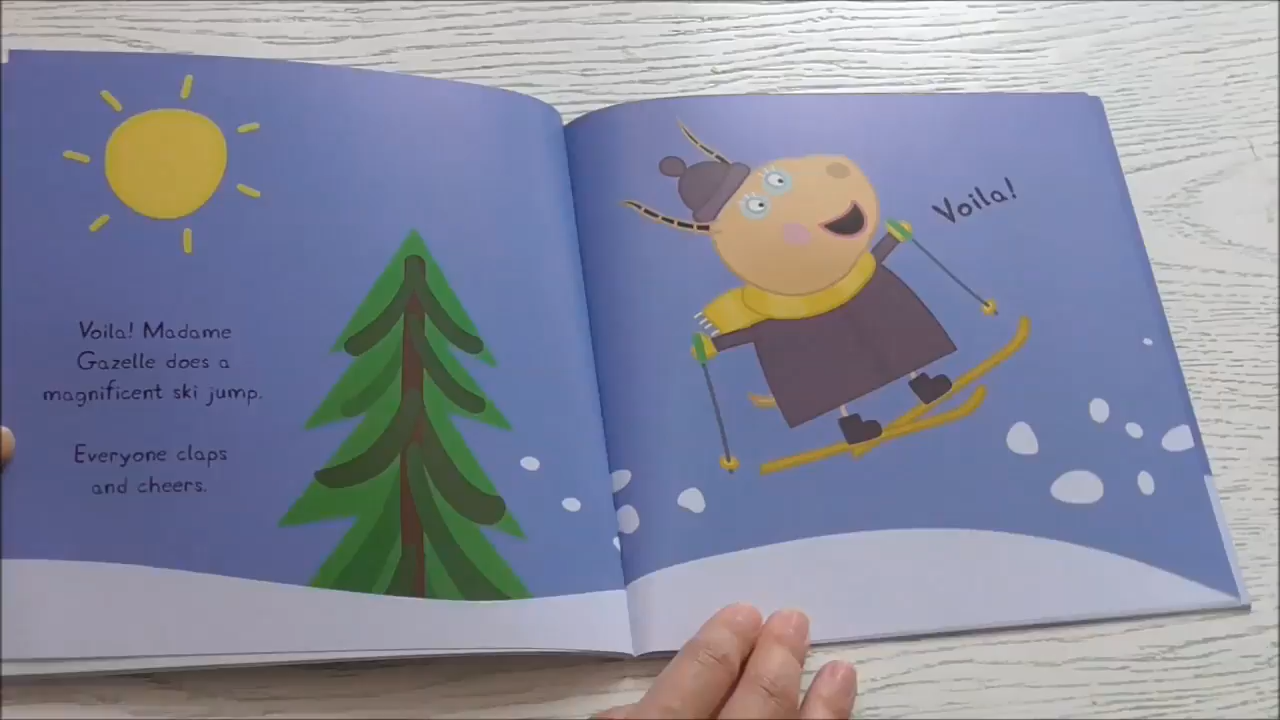 Voila! Madame
Gazelle does a
magnificent ski jump.
Everyone claps
and cheers.
Voila!